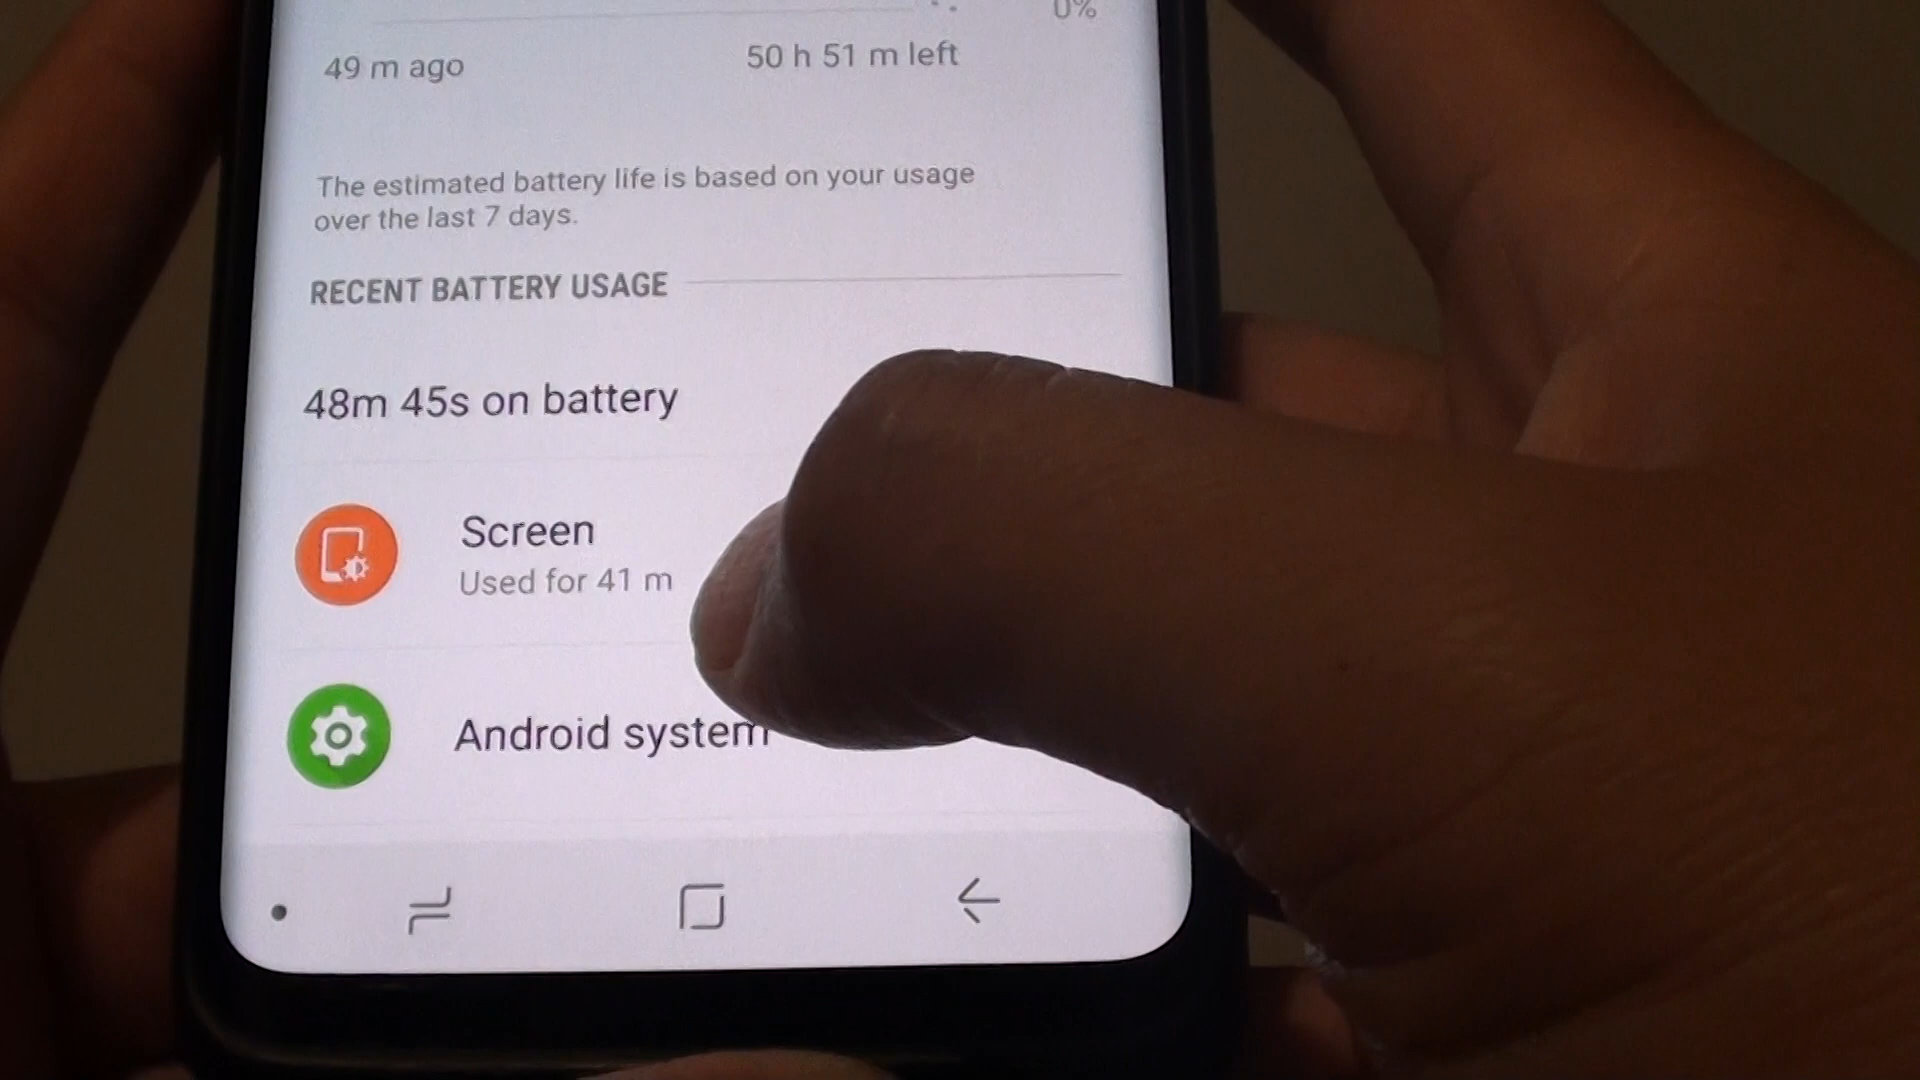 0%
49 m ago
50 h 51 m left
The estimated battery life is based on your usage
over the last 7 days.
RECENT BATTERY USAGE
48m 45s on battery
Screen
Used for 41 m
Android system